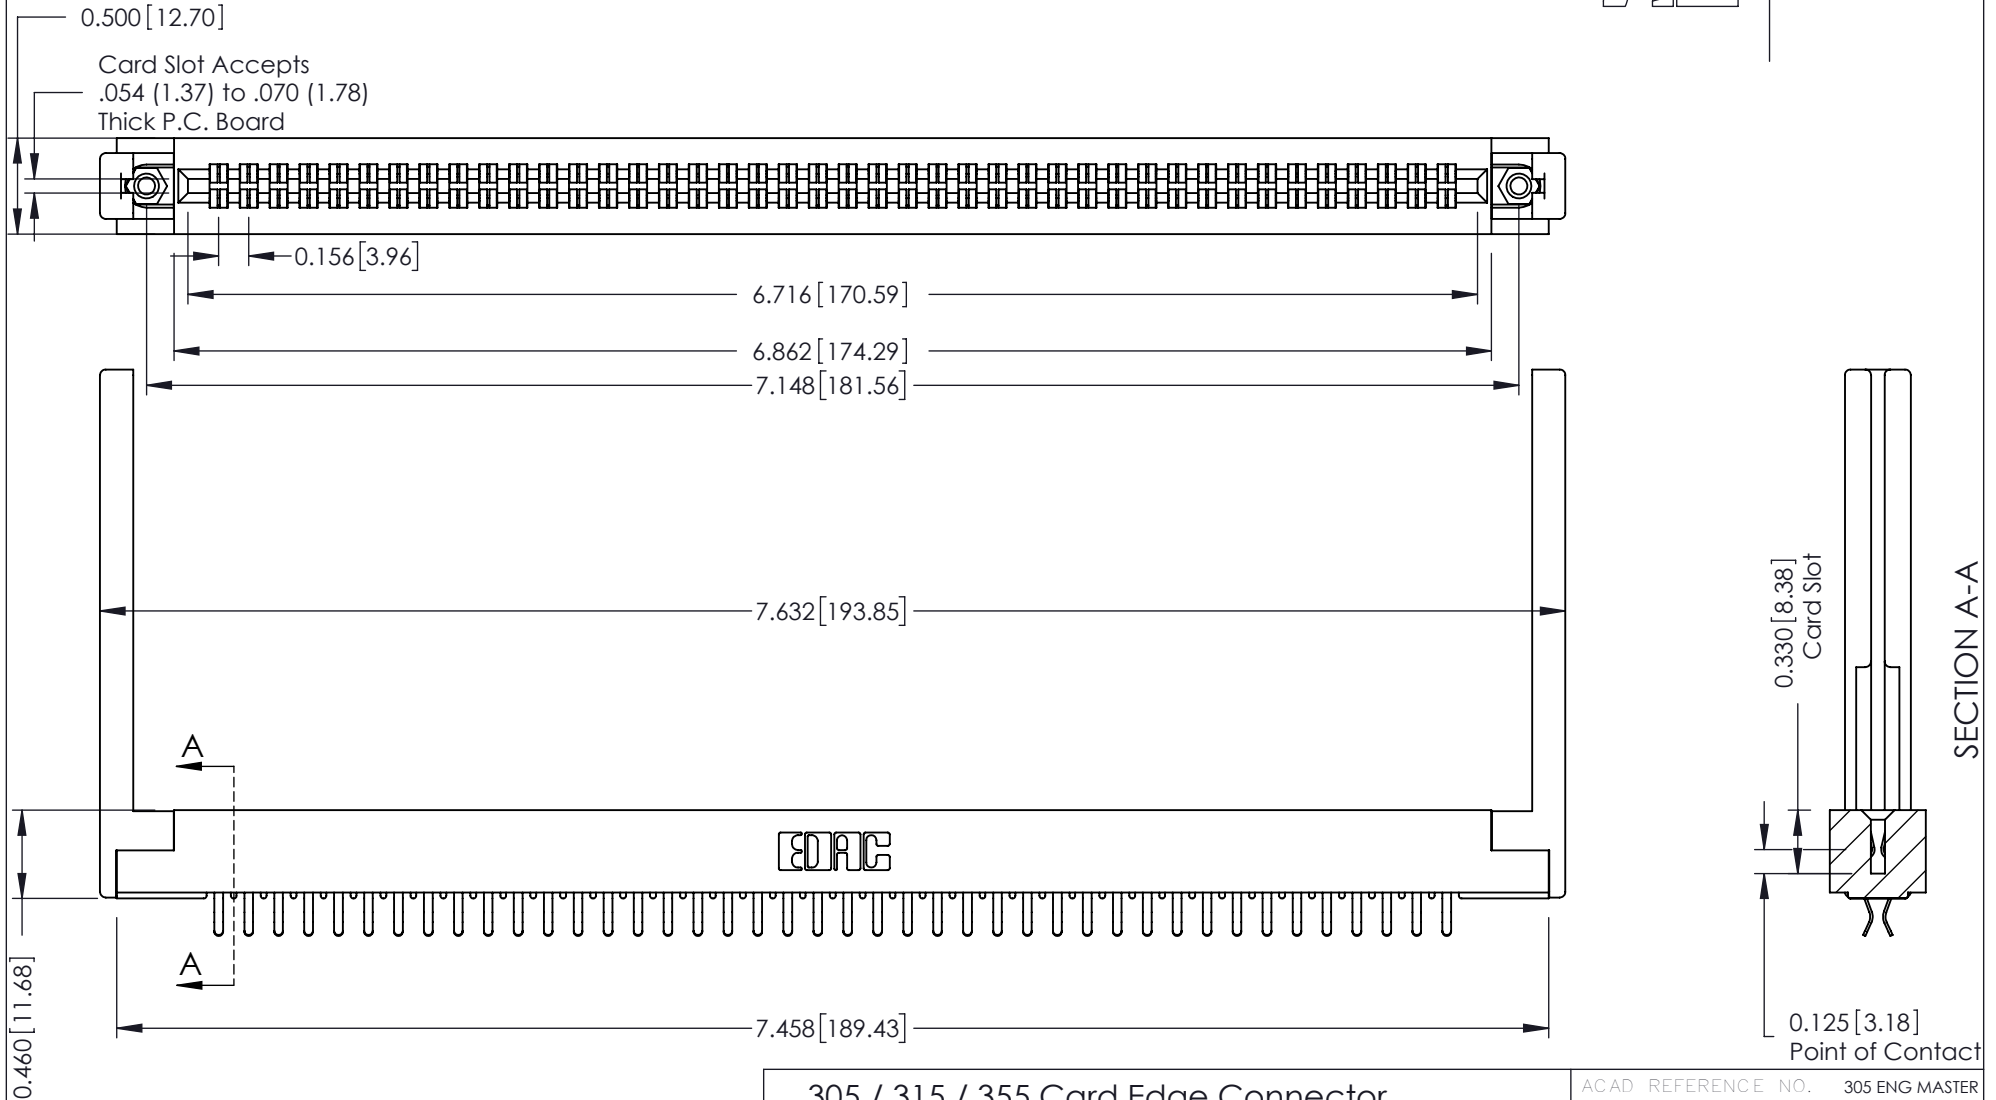 0.500[12.70]
Card Slot Accepts
.054 (1.37) to .070 (1.78)
Thick P.C. Board
0.156[3.96]
6.716[170.59]
6.862[174.29]
7.148[181.56]
7.632[193.85]
0.330[8.38]
Card Slot
SECTION A-A
A
EDAC
A
0.460[11.68]
7.458[189.43]
0.125[3.18]
Point of Contact
305 / 315 / 355 Card Edge Connector
ACAD REFERENCE NO. 305 ENG MASTER